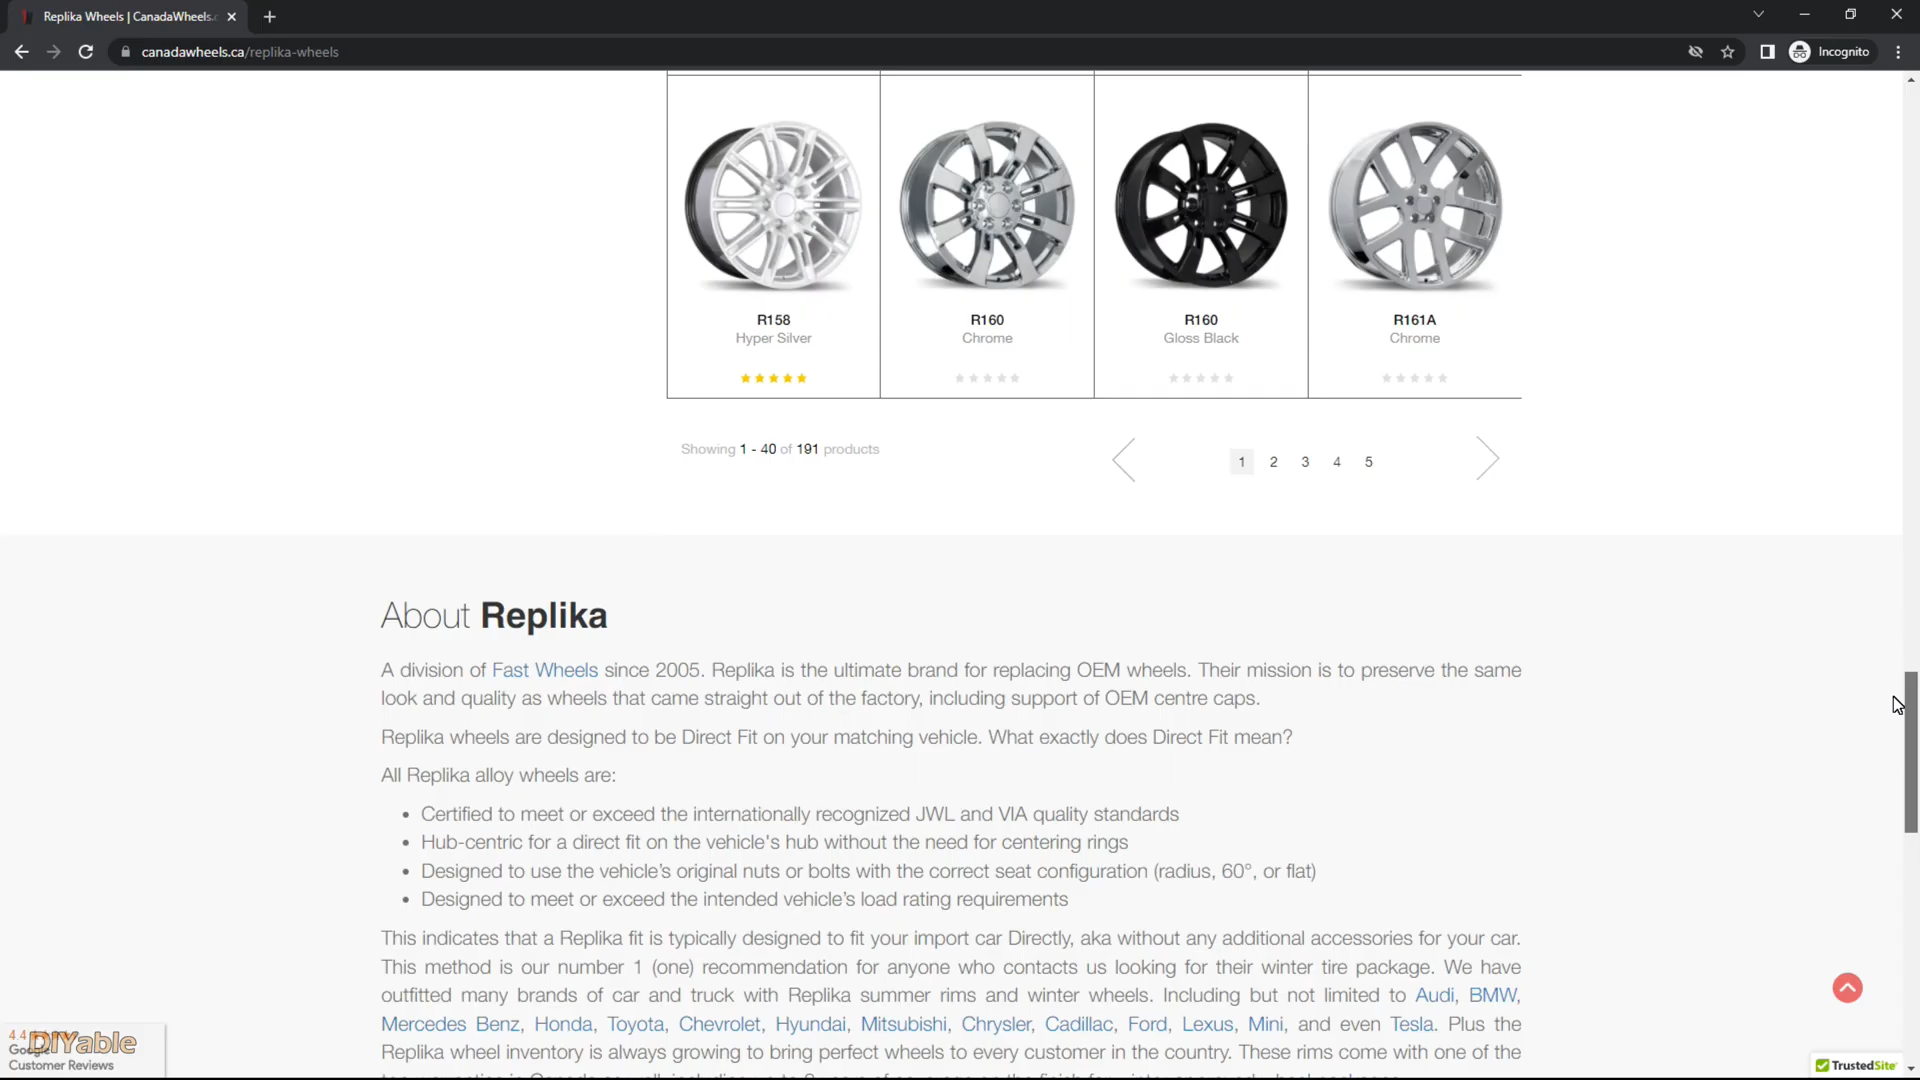 Replika Wheels | CanadaWheels.c
canadawheels.ca/replika-wheels
Incognito
R158
Hyper Silver
R160
Chrome
R160
Gloss Black
R161A
Chrome
Showing 1 - 40 of 191 products
1 2 3 4 5
About Replika
A division of Fast Wheels since 2005. Replika is the ultimate brand for replacing OEM wheels. Their mission is to preserve the same
look and quality as wheels that came straight out of the factory, including support of OEM centre caps.
Replika wheels are designed to be Direct Fit on your matching vehicle. What exactly does Direct Fit mean?
All Replika alloy wheels are:
• Certified to meet or exceed the internationally recognized JWL and VIA quality standards
• Hub-centric for a direct fit on the vehicle's hub without the need for centering rings
• Designed to use the vehicle’s original nuts or bolts with the correct seat configuration (radius, 60°, or flat)
• Designed to meet or exceed the intended vehicle’s load rating requirements
This indicates that a Replika fit is typically designed to fit your import car Directly, aka without any additional accessories for your car.
This method is our number 1 (one) recommendation for anyone who contacts us looking for their winter tire package. We have
outfitted many brands of car and truck with Replika summer rims and winter wheels. Including but not limited to Audi, BMW,
Mercedes Benz, Honda, Toyota, Chevrolet, Hyundai, Mitsubishi, Chrysler, Cadillac, Ford, Lexus, Mini, and even Tesla. Plus the
Replika wheel inventory is always growing to bring perfect wheels to every customer in the country. These rims come with one of the
4.4
DIYable
Google
Customer Reviews
TrustedSite